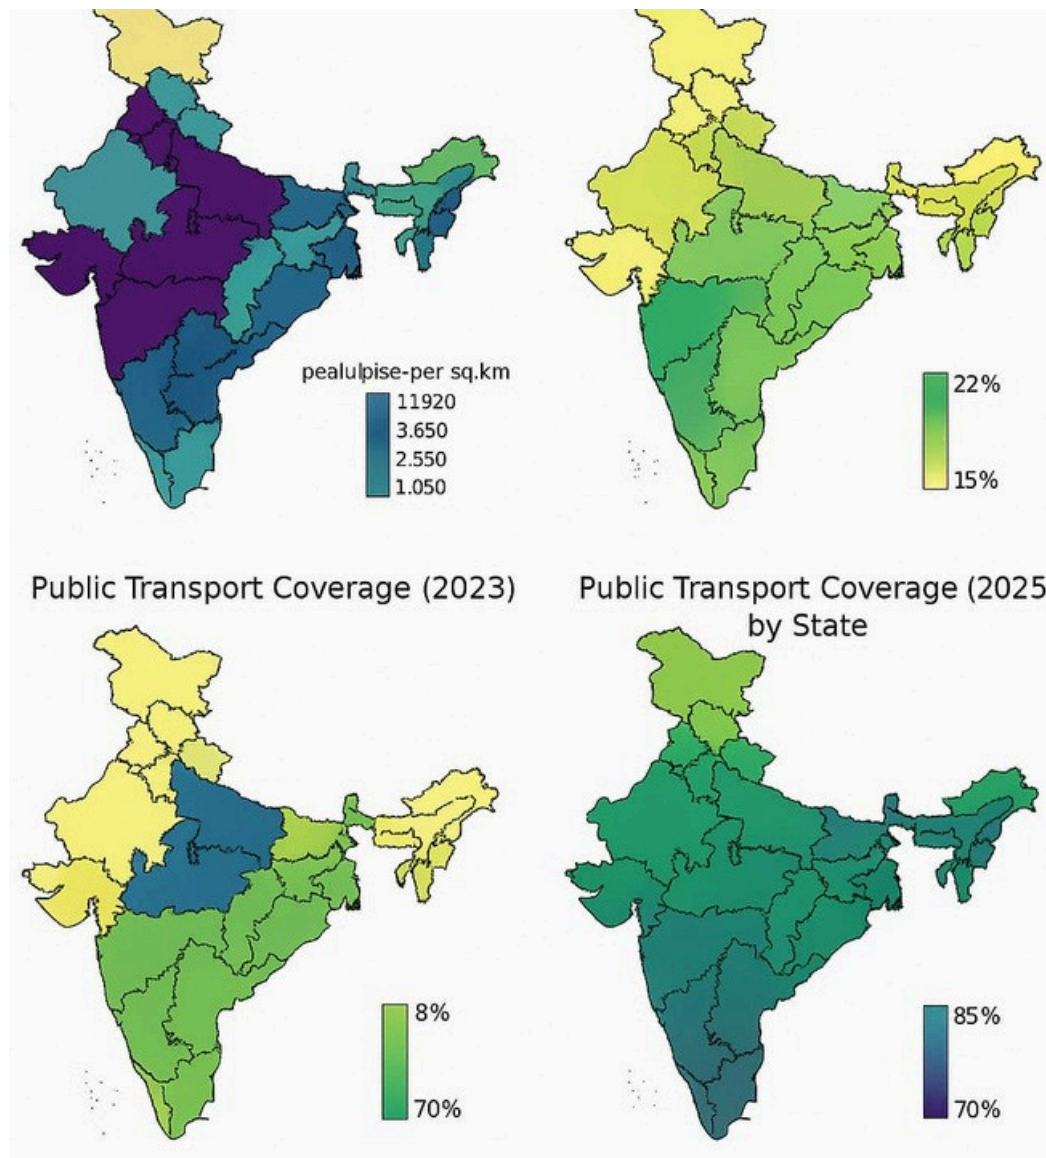 pealulpise-per sq.km
11920
3.650
2.550
1.050
22%
15%
Public Transport Coverage (2023)
Public Transport Coverage (2025
by State
8%
70%
85%
70%